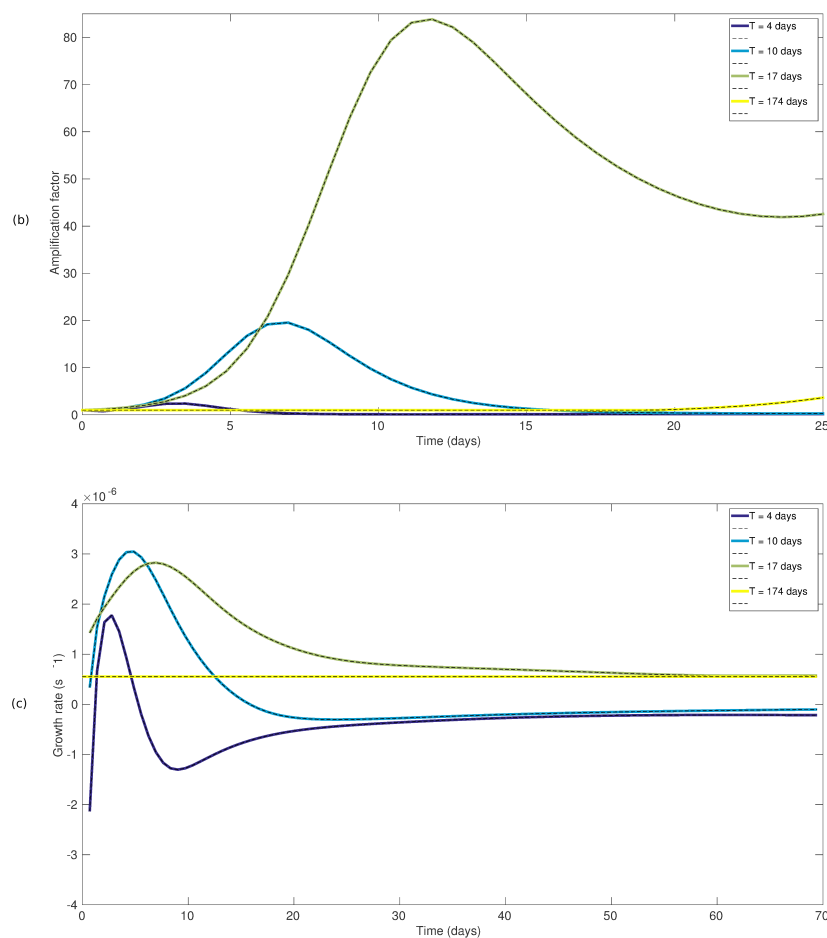 80
70
60
50
40
30
20
10
0
(b)
Amplification factor
0 5 10 15 20 25
Time (days)
T = 4 days
T = 10 days
T = 17 days
T = 174 days
×10 -6
4
3
2
1
0
-1
-2
-3
-4
(c)
Growth rate (s -1)
0 10 20 30 40 50 60 70
Time (days)
T = 4 days
T = 10 days
T = 17 days
T = 174 days